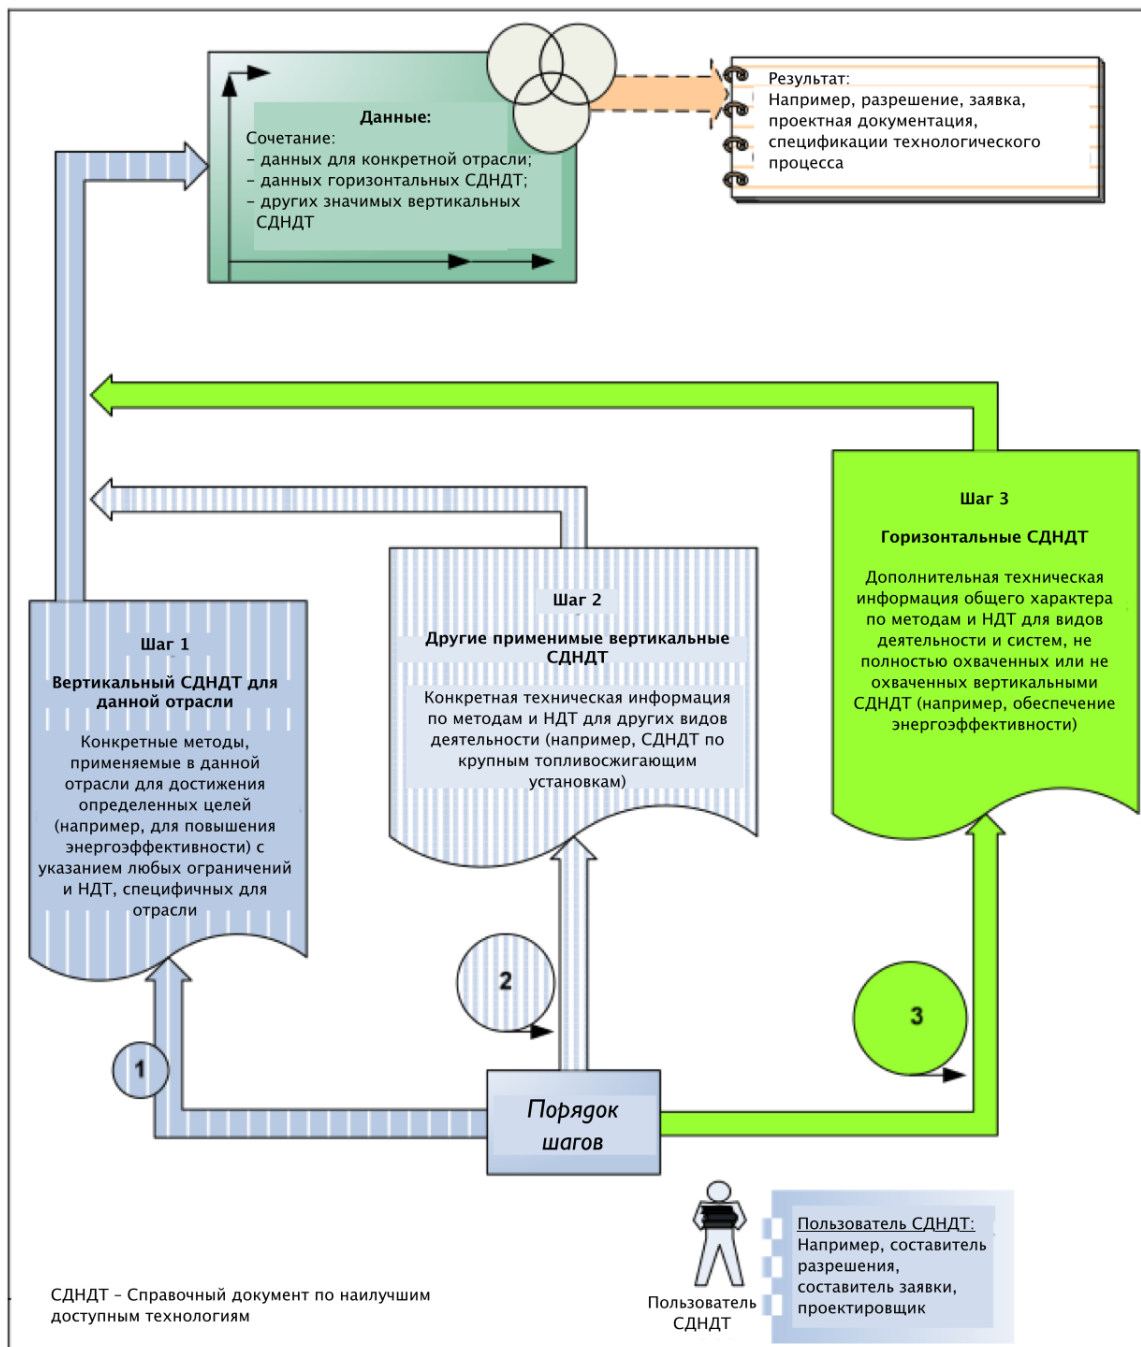 Данные:
Сочетание:
– данных для конкретной отрасли;
– данных горизонтальных СДНДТ;
– других значимых вертикальных
СДНДТ
Результат:
Например, разрешение, заявка,
проектная документация,
спецификации технологического
процесса
Шаг 1
Вертикальный СДНДТ для
данной отрасли
Конкретные методы,
применяемые в данной
отрасли для достижения
определенных целей
(например, для повышения
энергоэффективности) с
указанием любых ограничений
и НДТ, специфичных для
отрасли
Шаг 2
Другие применимые вертикальные
СДНДТ
Конкретная техническая информация
по методам и НДТ для других видов
деятельности (например, СДНДТ по
крупным топливосжигающим
установкам)
Шаг 3
Горизонтальные СДНДТ
Дополнительная техническая
информация общего характера
по методам и НДТ для видов
деятельности и систем, не
полностью охваченных или не
охваченных вертикальными
СДНДТ (например, обеспечение
энергоэффективности)
1
2
3
Порядок
шагов
Пользователь
СДНДТ
Пользователь СДНДТ:
Например, составитель
разрешения,
составитель заявки,
проектировщик
СДНДТ – Справочный документ по наилучшим
доступным технологиям